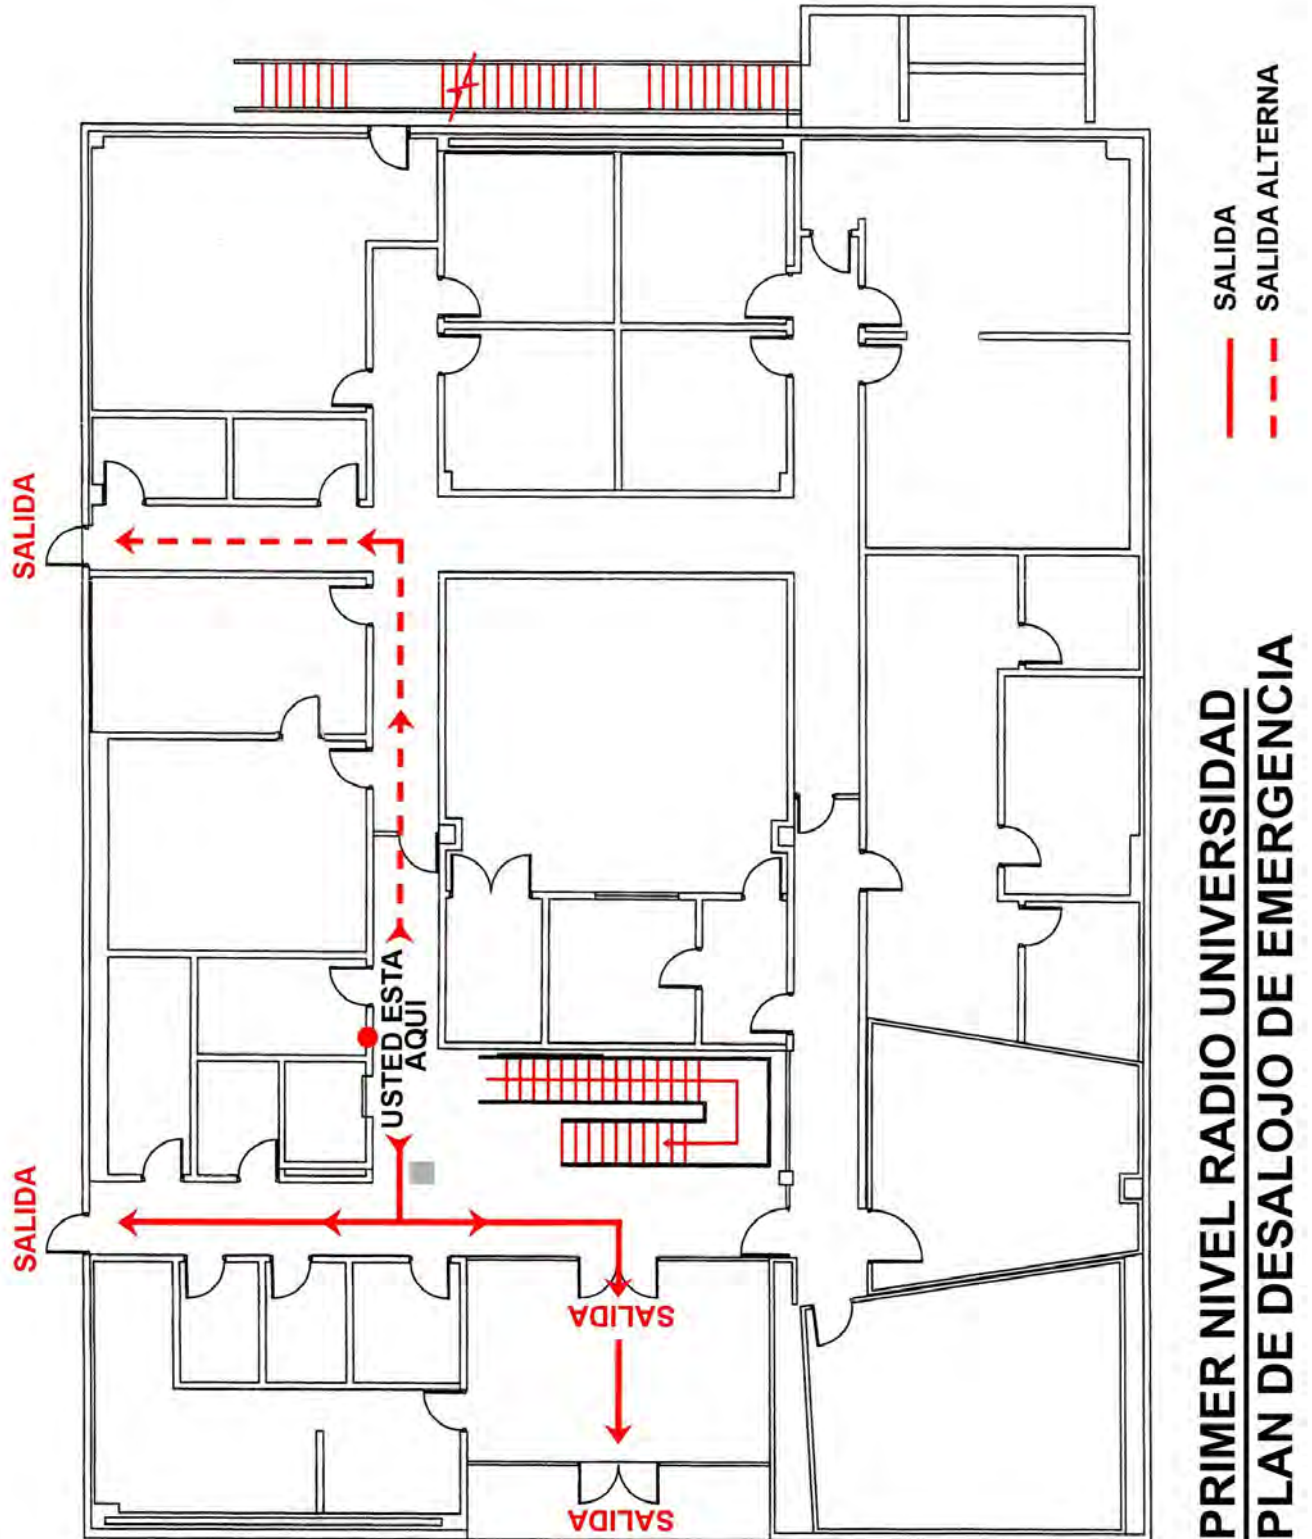 SALIDA
SALIDA
USTED ESTA
AQUI
SALIDA
SALIDA
PRIMER NIVEL RADIO UNIVERSIDAD
PLAN DE DESALOJO DE EMERGENCIA
SALIDA
SALIDA ALTERNA